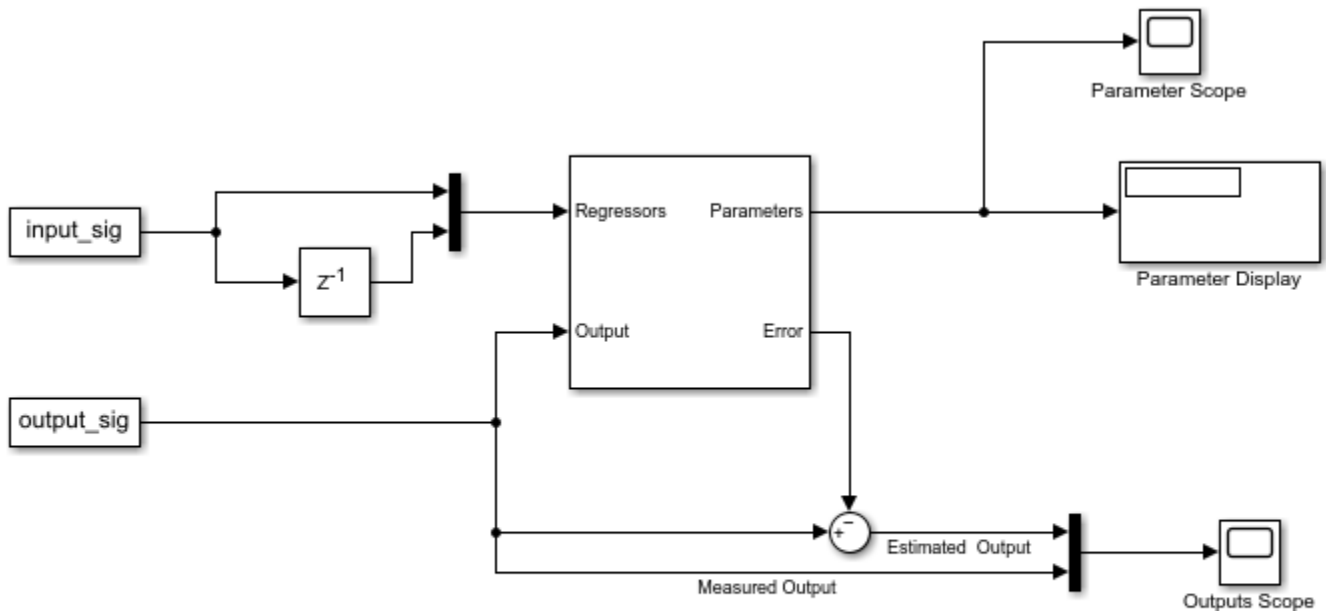 Parameter Scope
input_sig
Z-1
Regressors
Parameters
Parameter Display
Output
Error
output_sig
−
+
Estimated Output
Measured Output
Outputs Scope